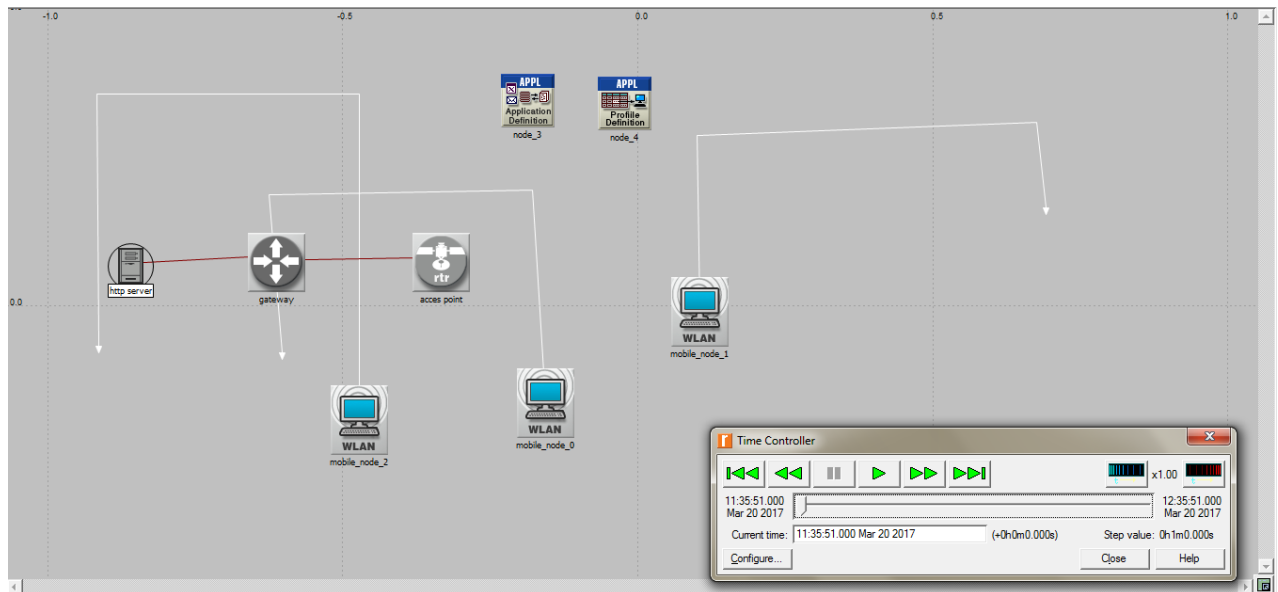 -1.0
-0.5
0.0
0.5
1.0
APPL
Application
Definition
node_3
APPL
Profile
Definition
node_4
http server
gateway
rtr
acces point
0.0
WLAN
mobile_node_1
WLAN
mobile_node_0
WLAN
mobile_node_2
Time Controller
x1.00
11:35:51.000
Mar 20 2017
12:35:51.000
Mar 20 2017
Current time: 11:35:51.000 Mar 20 2017 (+0h0m0.000s) Step value: 0h1m0.000s
Configure... Close Help